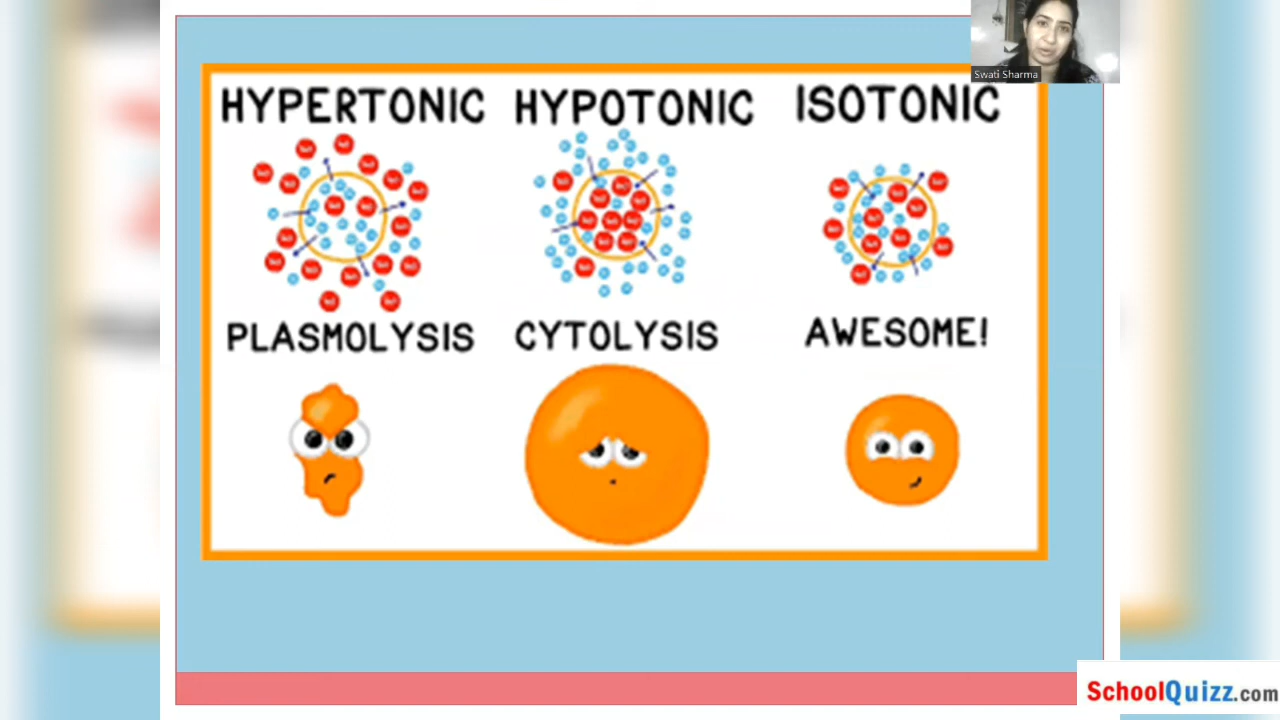 Swati Sharma
HYPERTONIC HYPOTONIC ISOTONIC
PLASMOLYSIS CYTOLYSIS AWESOME!
SchoolQuizz.com